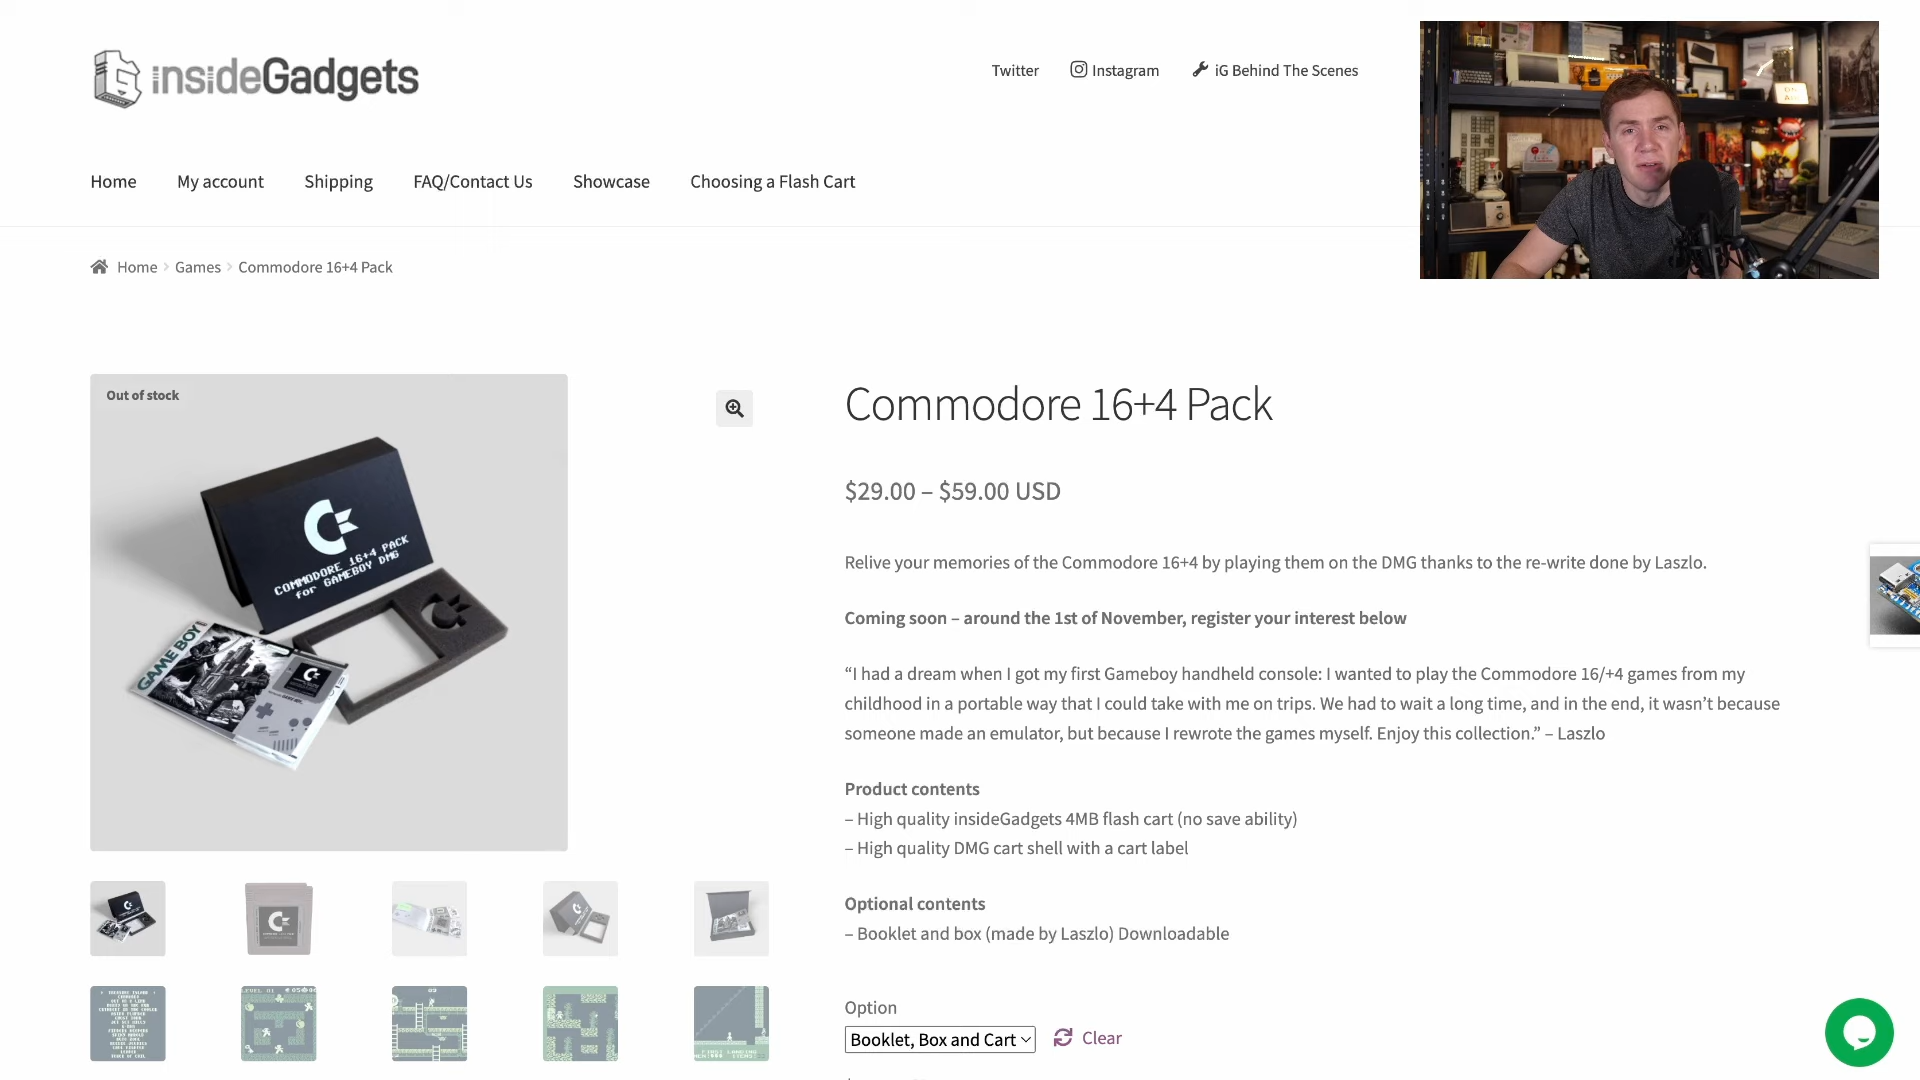 insideGadgets
Twitter
Instagram
iG Behind The Scenes
Home
My account
Shipping
FAQ/Contact Us
Showcase
Choosing a Flash Cart
Home
Games
Commodore 16+4 Pack
Out of stock
COMMODORE 16+4 PACK
for GAMEBOY DMG
GAME BOY
Commodore 16+4 Pack
$29.00 – $59.00 USD
Relive your memories of the Commodore 16+4 by playing them on the DMG thanks to the re-write done by Laszlo.
Coming soon – around the 1st of November, register your interest below
“I had a dream when I got my first Gameboy handheld console: I wanted to play the Commodore 16/+4 games from my
childhood in a portable way that I could take with me on trips. We had to wait a long time, and in the end, it wasn’t because
someone made an emulator, but because I rewrote the games myself. Enjoy this collection.” – Laszlo
Product contents
– High quality insideGadgets 4MB flash cart (no save ability)
– High quality DMG cart shell with a cart label
Optional contents
– Booklet and box (made by Laszlo) Downloadable
Option
Booklet, Box and Cart
Clear
LEVEL 01